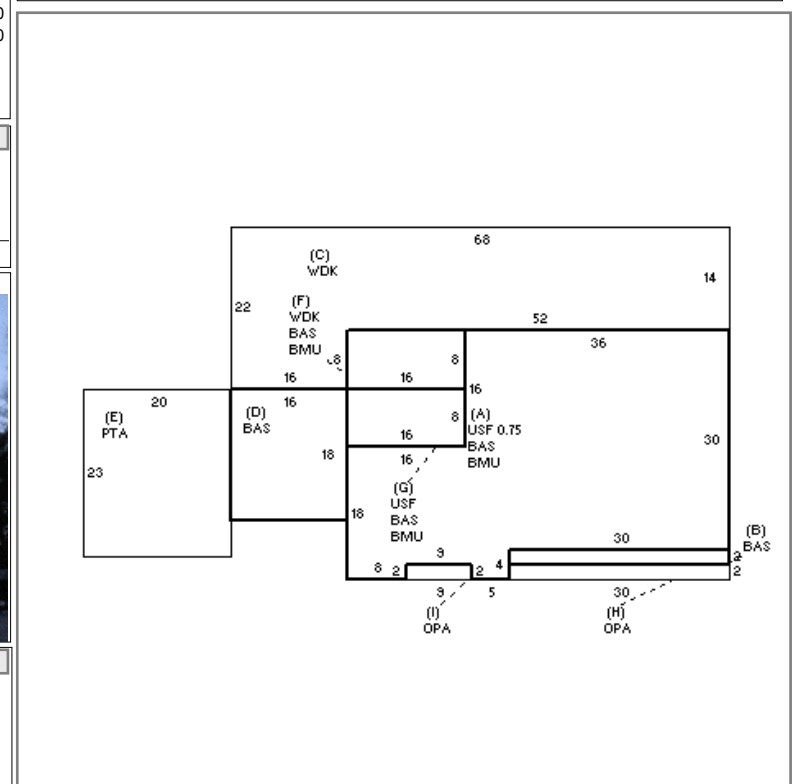 68
(C)
WDK
14
22
(F)
WDK
BAS
BMU
52
36
8
8
16
16
16
20
(E)
PTA
16
(D)
BAS
8
(A)
USF 0.75
BAS
BMU
16
16
18
30
23
(G)
USF
BAS
BMU
18
30
(B)
BAS
9
2
8
2
2
4
2
9
5
30
(I)
OPA
(H)
OPA